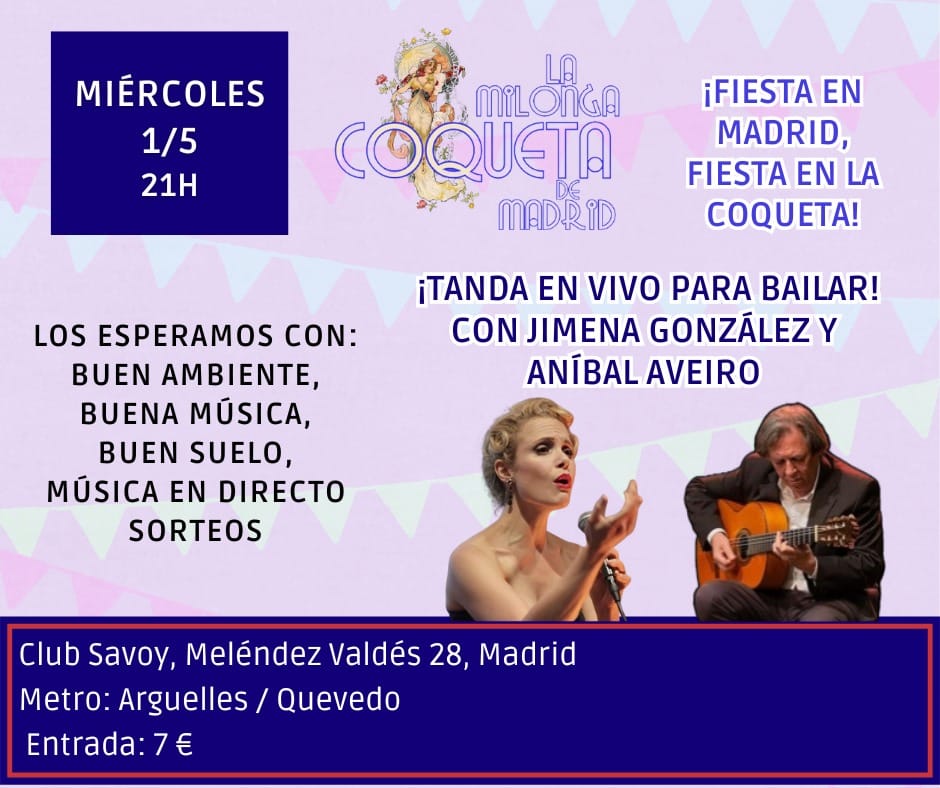 MIÉRCOLES
1/5
21H
LA
MILONGA
COQUETA
DE
MADRID
¡FIESTA EN
MADRID,
FIESTA EN LA
COQUETA!
¡TANDA EN VIVO PARA BAILAR!
CON JIMENA GONZÁLEZ Y
ANÍBAL AVEIRO
LOS ESPERAMOS CON:
BUEN AMBIENTE,
BUENA MÚSICA,
BUEN SUELO,
MÚSICA EN DIRECTO
SORTEOS
Club Savoy, Meléndez Valdés 28, Madrid
Metro: Arguelles / Quevedo
Entrada: 7 €